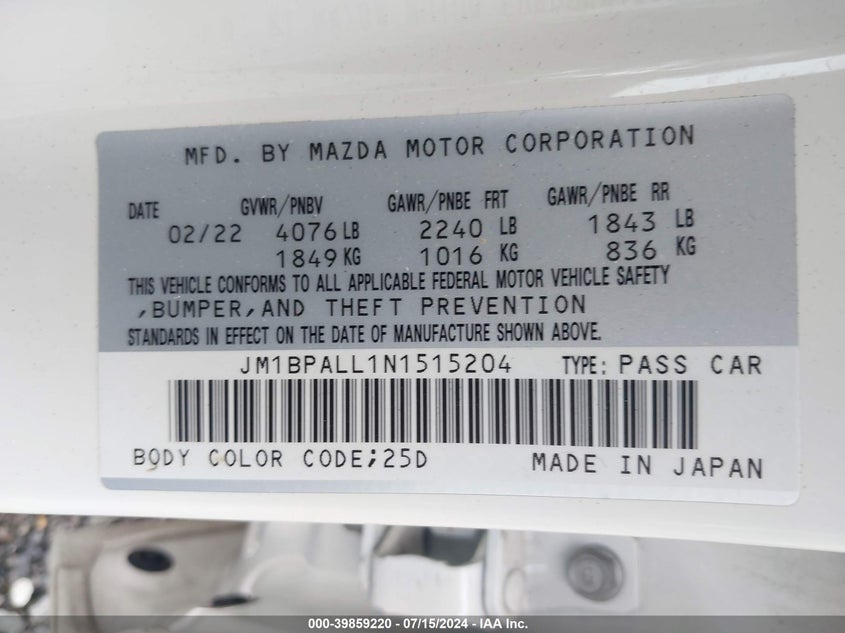 MFD. BY MAZDA MOTOR CORPORATION
DATE GVWR/PNBV GAWR/PNBE FRT GAWR/PNBE RR
02/22 4076 LB 2240 LB 1843 LB
1849 KG 1016 KG 836 KG
THIS VEHICLE CONFORMS TO ALL APPLICABLE FEDERAL MOTOR VEHICLE SAFETY
,BUMPER,AND THEFT PREVENTION
STANDARDS IN EFFECT ON THE DATE OF MANUFACTURE SHOWN ABOVE.
JM1BPALL1N1515204 TYPE: PASS CAR
BODY COLOR CODE;25D MADE IN JAPAN
000-39859220 - 07/15/2024 - IAA Inc.